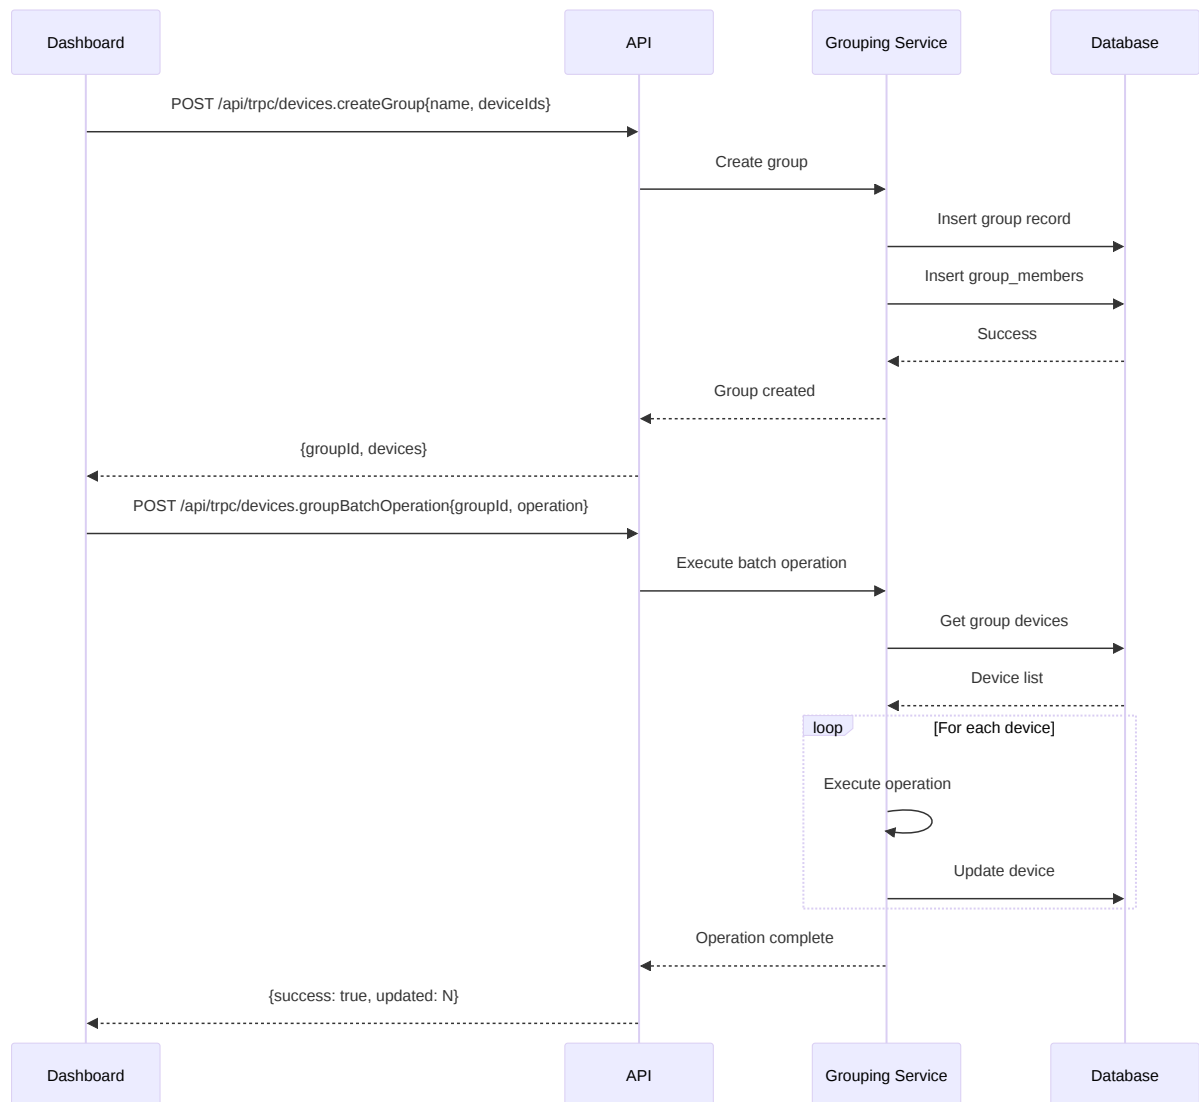 Dashboard
API
Grouping Service
Database
POST /api/trpc/devices.createGroup{name, deviceIds}
Create group
Insert group record
Insert group_members
Success
Group created
{groupId, devices}
POST /api/trpc/devices.groupBatchOperation{groupId, operation}
Execute batch operation
Get group devices
Device list
loop
[For each device]
Execute operation
Update device
Operation complete
{success: true, updated: N}
Dashboard
API
Grouping Service
Database